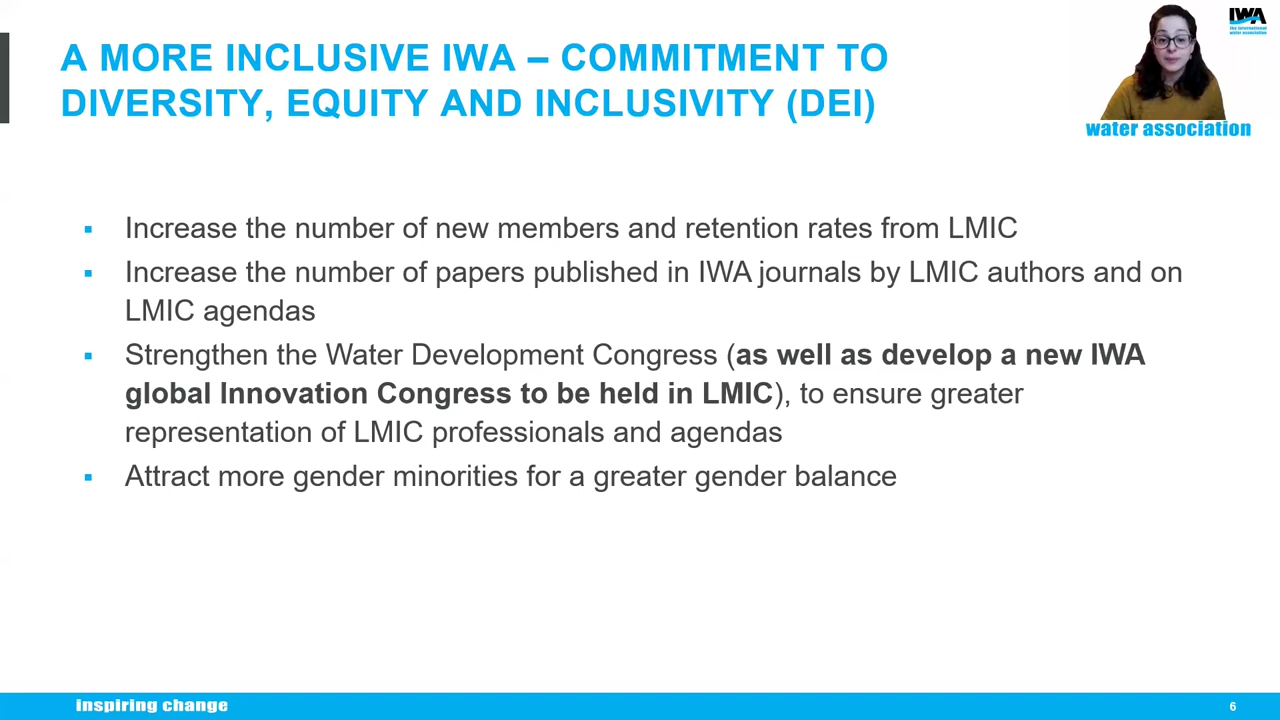 A MORE INCLUSIVE IWA – COMMITMENT TO
DIVERSITY, EQUITY AND INCLUSIVITY (DEI)
IWA
the international
water association
water association
▪ Increase the number of new members and retention rates from LMIC
▪ Increase the number of papers published in IWA journals by LMIC authors and on
LMIC agendas
▪ Strengthen the Water Development Congress (as well as develop a new IWA
global Innovation Congress to be held in LMIC), to ensure greater
representation of LMIC professionals and agendas
▪ Attract more gender minorities for a greater gender balance
inspiring change
6